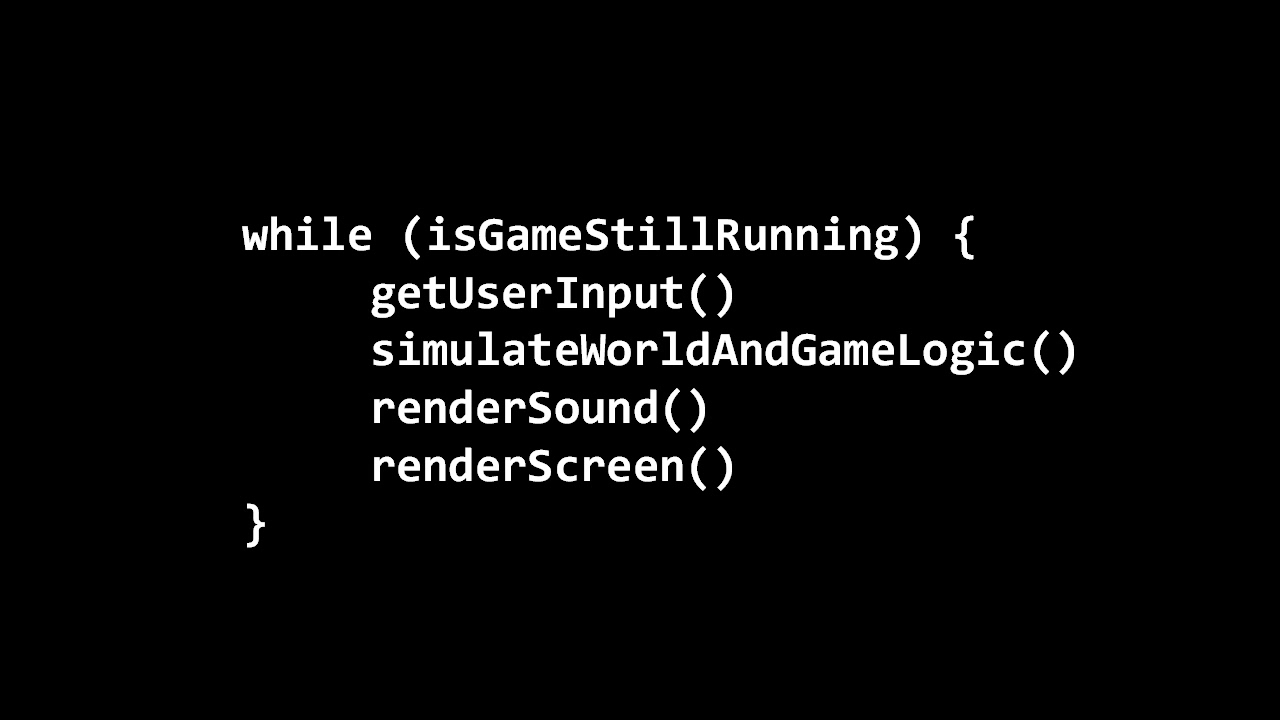 while (isGameStillRunning) {
getUserInput()
simulateWorldAndGameLogic()
renderSound()
renderScreen()
}